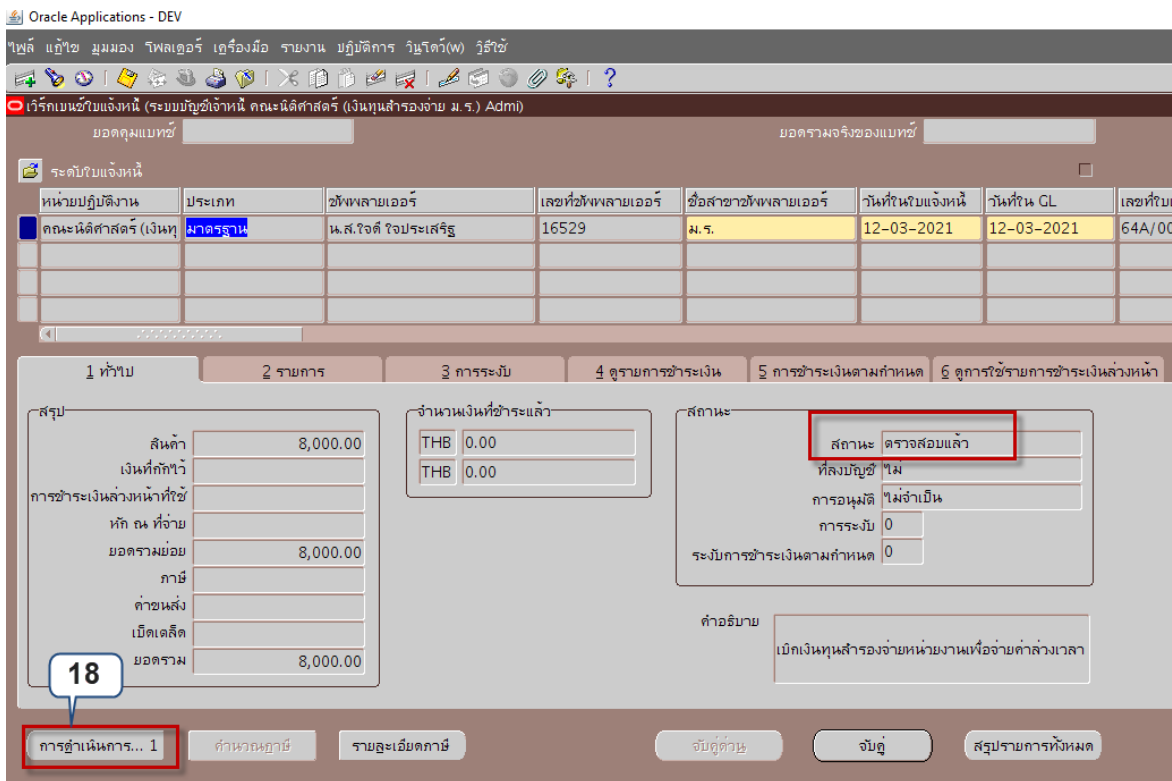 Oracle Applications - DEV
ไฟล์ แก้ไข มุมมอง โฟลเดอร์ เครื่องมือ รายงาน ปฏิบัติการ วินโดว์(W) วิธีใช้
เวิร์กเบนช์ใบแจ้งหนี้ (ระบบบัญชีเจ้าหนี้ คณะนิติศาสตร์ (เงินทุนสำรองจ่าย ม.ร.) Admi)
ยอดคุมแบทช์ ยอดรวมจริงของแบทช์
ระดับใบแจ้งหนี้
หน่วยปฏิบัติงาน ประเภท ซัพพลายเออร์ เลขที่ซัพพลายเออร์ ชื่อสาขาซัพพลายเออร์ วันที่ในใบแจ้งหนี้ วันที่ใน GL
คณะนิติศาสตร์ (เงินทุ มาตรฐาน น.ส.ใจดี ใจประเสริฐ 16529 ม.ร. 12-03-2021 12-03-2021 64A/00
1 ทั่วไป 2 รายการ 3 การระงับ 4 ดูรายการชำระเงิน 5 การชำระเงินตามกำหนด 6 ดูการใช้รายการชำระเงินล่วงหน้า
สรุป จำนวนเงินที่ชำระแล้ว สถานะ
สินค้า 8,000.00 THB 0.00 สถานะ ตรวจสอบแล้ว
เงินที่กักไว้ THB 0.00 ที่ลงบัญชี ไม่
การชำระเงินล่วงหน้าที่ใช้ การอนุมัติ ไม่จำเป็น
หัก ณ ที่จ่าย การระงับ 0
ยอดรวมย่อย 8,000.00 ระงับการชำระเงินตามกำหนด 0
ภาษี
ค่าขนส่ง คำอธิบาย
เบ็ดเตล็ด เบิกเงินทุนสำรองจ่ายหน่วยงานเพื่อจ่ายค่าล่วงเวลา
ยอดรวม 8,000.00
18
การดำเนินการ... 1 คำนวณภาษี รายละเอียดภาษี จับคู่ด่วน จับคู่ สรุปรายการทั้งหมด